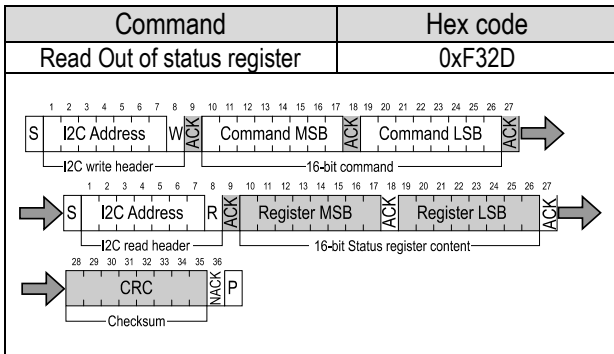 Command Hex code
Read Out of status register 0xF32D
1 2 3 4 5 6 7 8 9 10 11 12 13 14 15 16 17 18 19 20 21 22 23 24 25 26 27
S I2C Address W ACK Command MSB ACK Command LSB ACK
I2C write header 16-bit command
1 2 3 4 5 6 7 8 9 10 11 12 13 14 15 16 17 18 19 20 21 22 23 24 25 26 27
S I2C Address R ACK Register MSB ACK Register LSB ACK
I2C read header 16-bit Status register content
28 29 30 31 32 33 34 35 36
CRC NACK P
Checksum